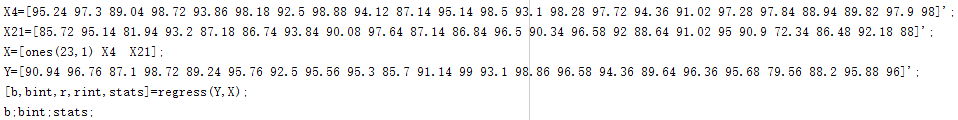 X4=[95.24 97.3 89.04 98.72 93.86 98.18 92.5 98.88 94.12 87.14 95.14 98.5 93.1 98.28 97.72 94.36 91.02 97.28 97.84 88.94 89.82 97.9 98]';
X21=[85.72 95.14 81.94 93.2 87.18 86.74 93.84 90.08 97.64 87.14 86.84 96.5 90.34 96.58 92 88.64 91.02 95 90.9 72.34 86.48 92.18 88]';
X=[ones(23,1) X4  X21];
Y=[90.94 96.76 87.1 98.72 89.24 95.76 92.5 95.56 95.3 85.7 91.14 99 93.1 98.86 96.58 94.36 89.64 96.36 95.68 79.56 88.2 95.88 96]';
[b,bint,r,rint,stats]=regress(Y,X);
b;bint;stats;